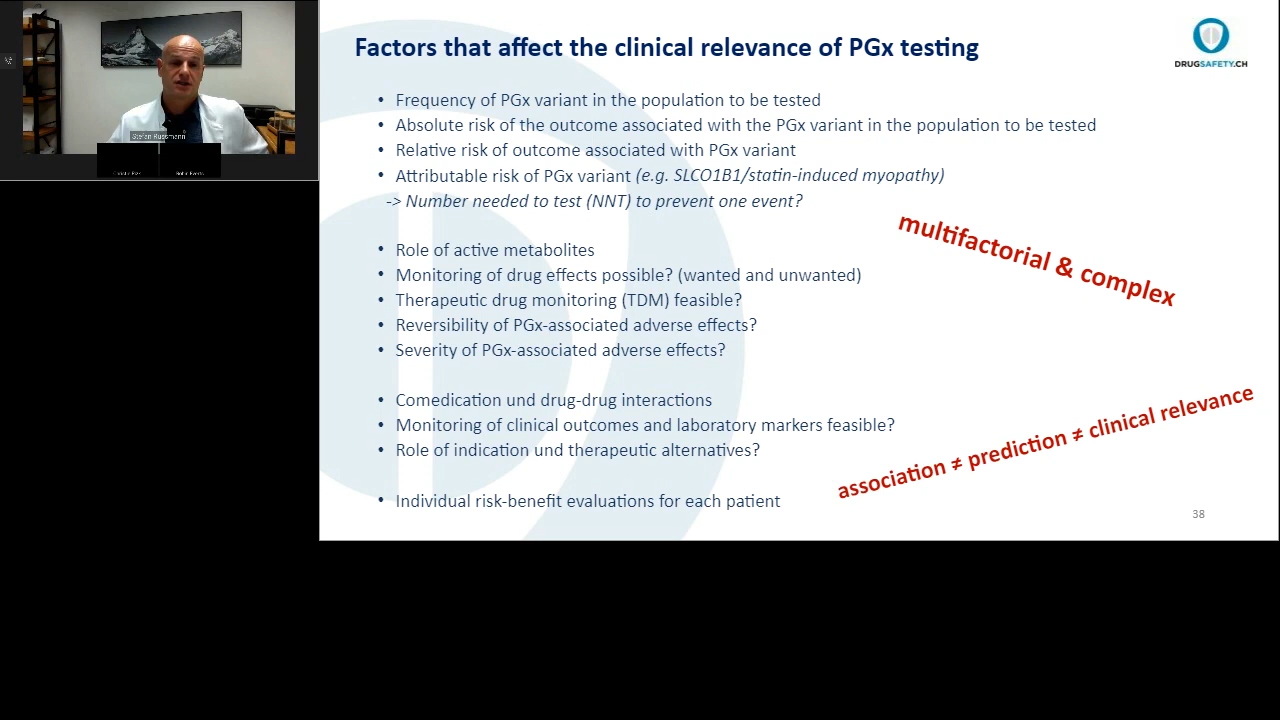 Factors that affect the clinical relevance of PGx testing
DRUGSAFETY.CH
• Frequency of PGx variant in the population to be tested
• Absolute risk of the outcome associated with the PGx variant in the population to be tested
• Relative risk of outcome associated with PGx variant
• Attributable risk of PGx variant (e.g. SLCO1B1/statin-induced myopathy)
-> Number needed to test (NNT) to prevent one event?
multifactorial & complex
• Role of active metabolites
• Monitoring of drug effects possible? (wanted and unwanted)
• Therapeutic drug monitoring (TDM) feasible?
• Reversibility of PGx-associated adverse effects?
• Severity of PGx-associated adverse effects?
• Comedication und drug-drug interactions
• Monitoring of clinical outcomes and laboratory markers feasible?
• Role of indication und therapeutic alternatives?
association ≠ prediction ≠ clinical relevance
• Individual risk-benefit evaluations for each patient
38
Stefan Russmann